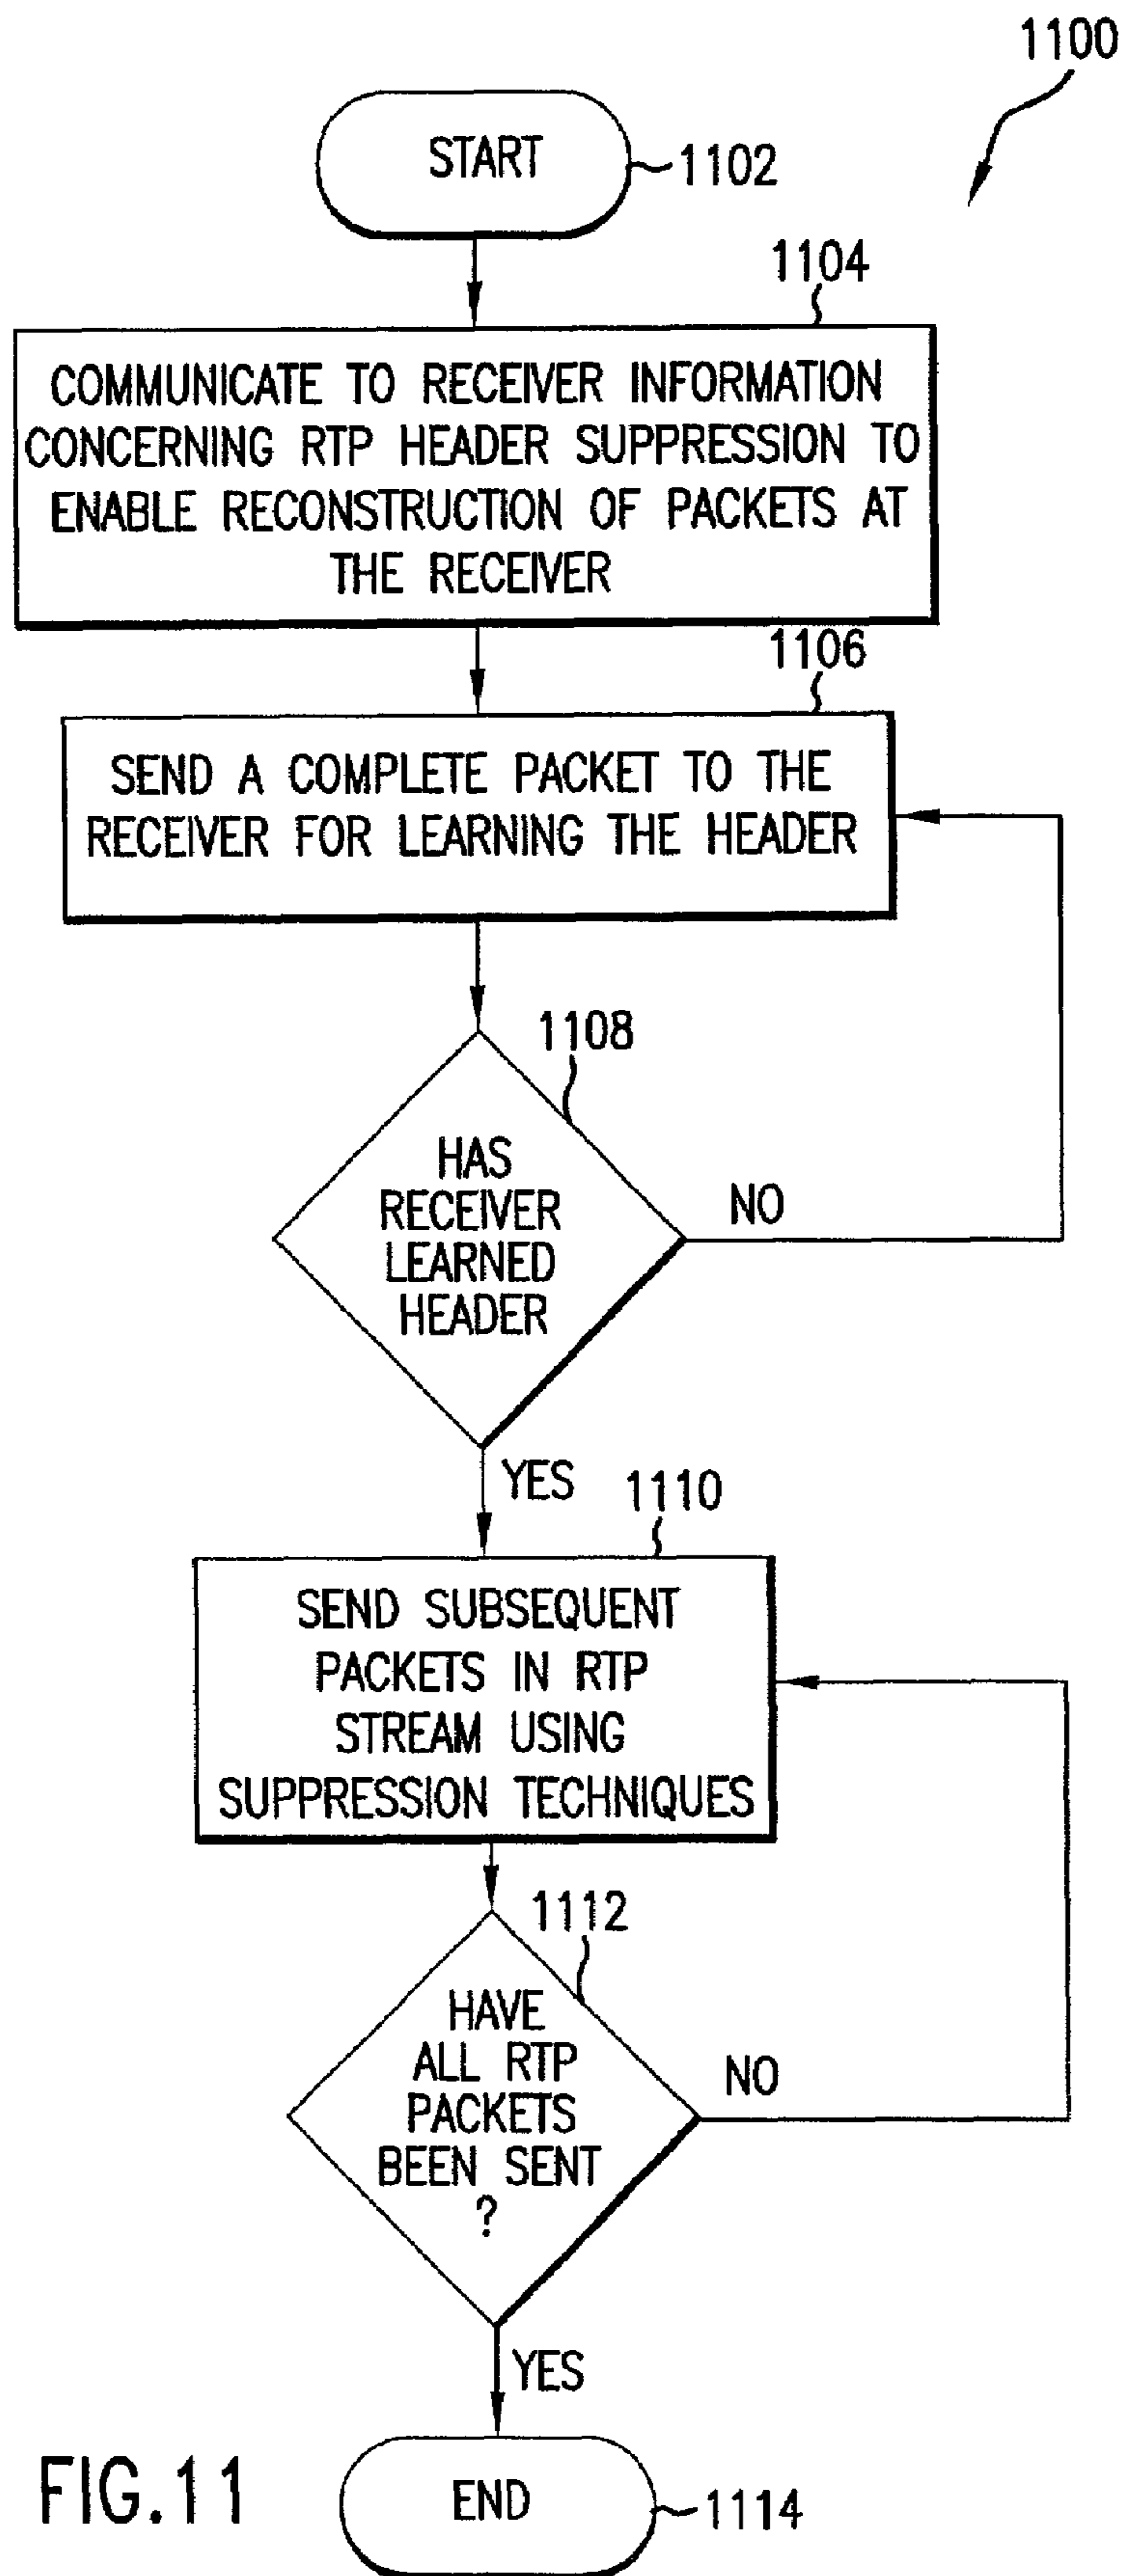 1100
START
1102
1104
COMMUNICATE TO RECEIVER INFORMATION
CONCERNING RTP HEADER SUPPRESSION TO
ENABLE RECONSTRUCTION OF PACKETS AT
THE RECEIVER
1106
SEND A COMPLETE PACKET TO THE
RECEIVER FOR LEARNING THE HEADER
1108
HAS
RECEIVER
LEARNED
HEADER
NO
YES
1110
SEND SUBSEQUENT
PACKETS IN RTP
STREAM USING
SUPPRESSION TECHNIQUES
1112
HAVE
ALL RTP
PACKETS
BEEN SENT
?
NO
YES
END
1114
FIG.11